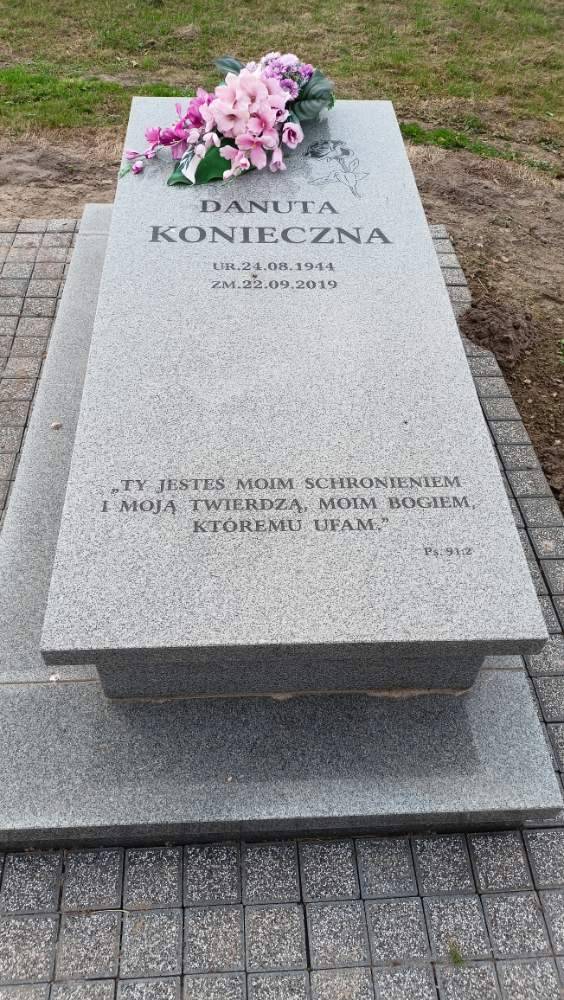 DANUTA
KONIECZNA
UR.24.08.1944
ZM.22.09.2019
„TY JESTEŚ MOIM SCHRONIENIEM
I MOJĄ TWIERDZĄ, MOIM BOGIEM,
KTÓREMU UFAM.”
Ps. 91:2